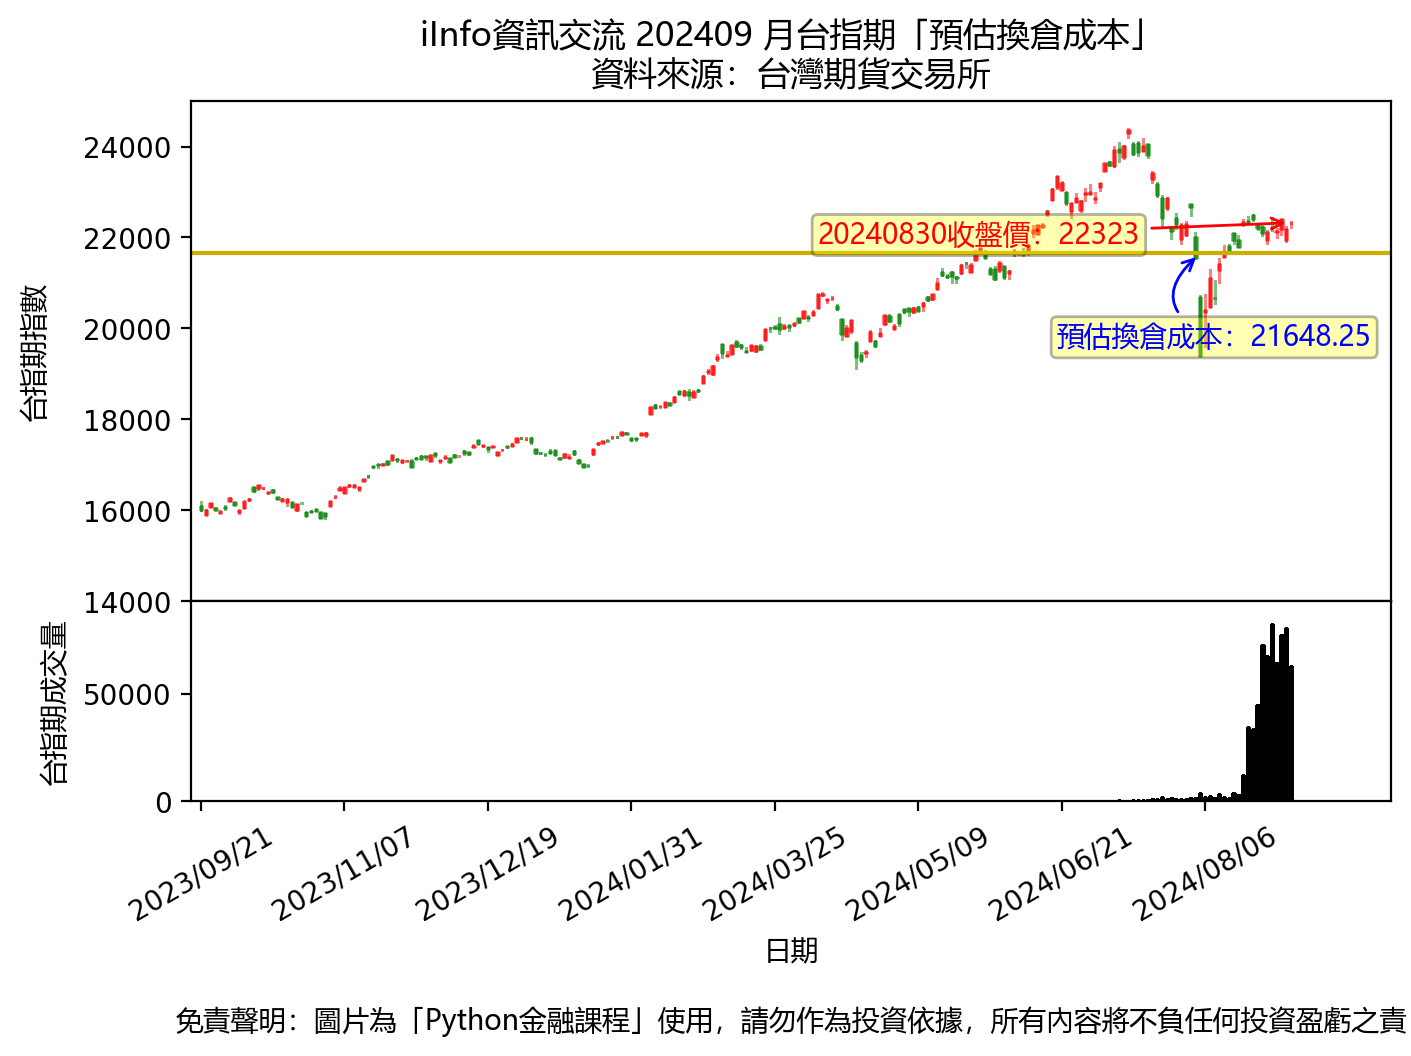 iInfo資訊交流 202409 月台指期「預估換倉成本」
資料來源：台灣期貨交易所
台指期指數
24000
22000
20000
18000
16000
14000
20240830收盤價：22323
預估換倉成本：21648.25
台指期成交量
50000
0
2023/09/21
2023/11/07
2023/12/19
2024/01/31
2024/03/25
2024/05/09
2024/06/21
2024/08/06
日期
免責聲明：圖片為「Python金融課程」使用，請勿作為投資依據，所有內容將不負任何投資盈虧之責